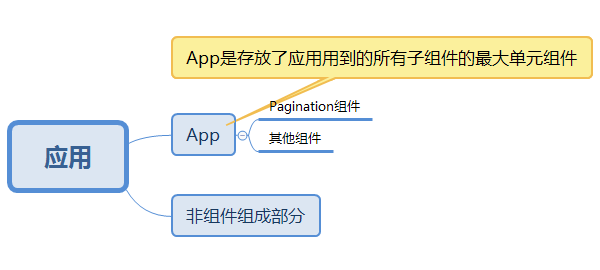 App是存放了应用用到的所有子组件的最大单元组件
Pagination组件
App
其他组件
应用
非组件组成部分